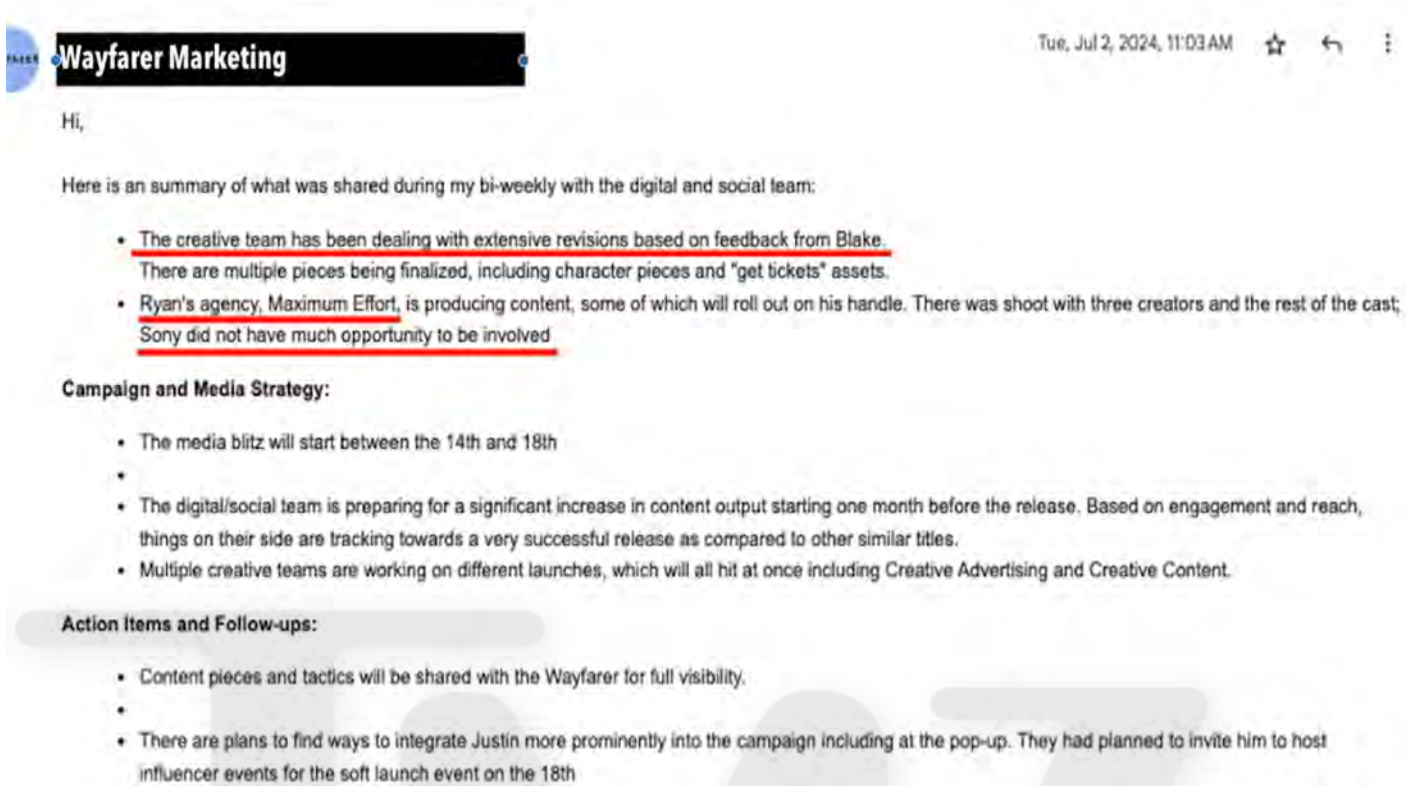 Wayfarer Marketing
Tue, Jul 2, 2024, 11:03 AM
Hi,
Here is an summary of what was shared during my bi-weekly with the digital and social team:
• The creative team has been dealing with extensive revisions based on feedback from Blake.
There are multiple pieces being finalized, including character pieces and "get tickets" assets.
• Ryan's agency, Maximum Effort, is producing content, some of which will roll out on his handle. There was shoot with three creators and the rest of the cast;
Sony did not have much opportunity to be involved
Campaign and Media Strategy:
• The media blitz will start between the 14th and 18th
•
• The digital/social team is preparing for a significant increase in content output starting one month before the release. Based on engagement and reach,
things on their side are tracking towards a very successful release as compared to other similar titles.
• Multiple creative teams are working on different launches, which will all hit at once including Creative Advertising and Creative Content.
Action Items and Follow-ups:
• Content pieces and tactics will be shared with the Wayfarer for full visibility.
•
• There are plans to find ways to integrate Justin more prominently into the campaign including at the pop-up. They had planned to invite him to host
influencer events for the soft launch event on the 18th